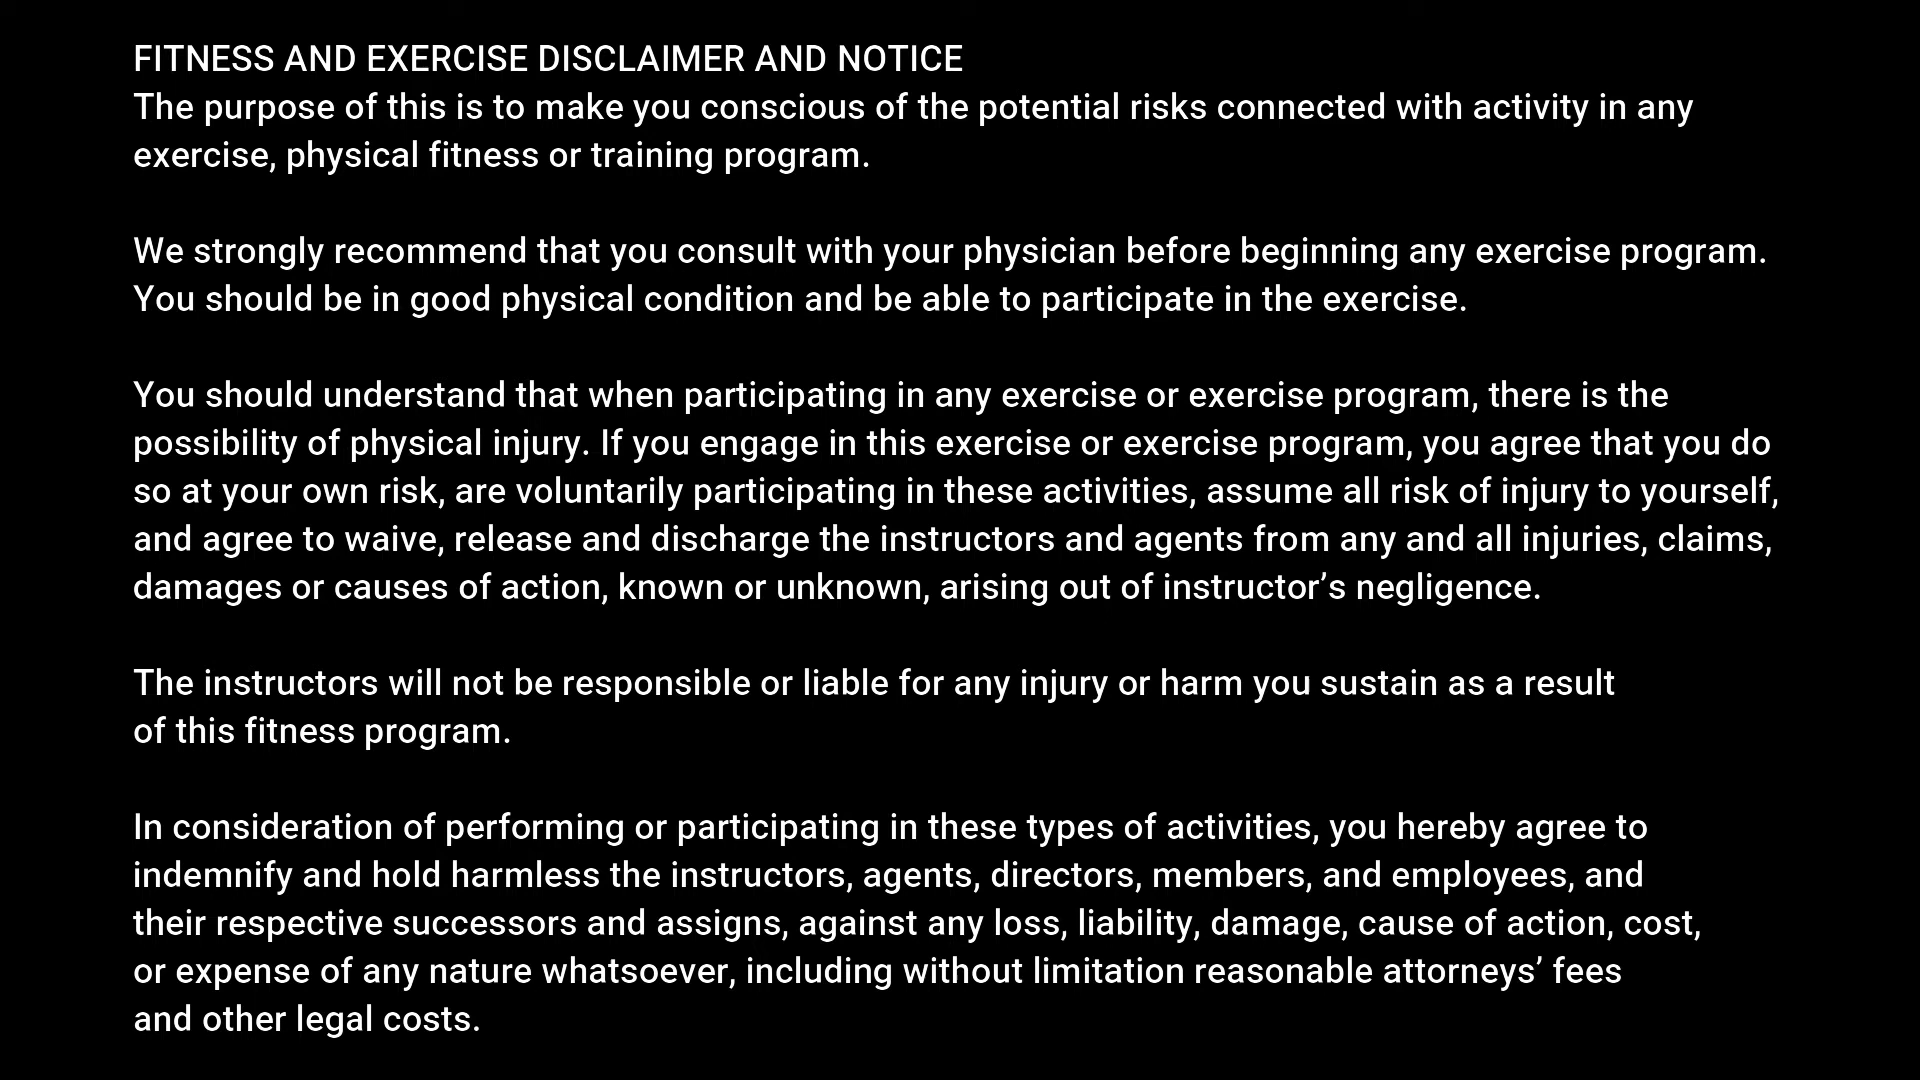 FITNESS AND EXERCISE DISCLAIMER AND NOTICE
The purpose of this is to make you conscious of the potential risks connected with activity in any
exercise, physical fitness or training program.
We strongly recommend that you consult with your physician before beginning any exercise program.
You should be in good physical condition and be able to participate in the exercise.
You should understand that when participating in any exercise or exercise program, there is the
possibility of physical injury. If you engage in this exercise or exercise program, you agree that you do
so at your own risk, are voluntarily participating in these activities, assume all risk of injury to yourself,
and agree to waive, release and discharge the instructors and agents from any and all injuries, claims,
damages or causes of action, known or unknown, arising out of instructor’s negligence.
The instructors will not be responsible or liable for any injury or harm you sustain as a result
of this fitness program.
In consideration of performing or participating in these types of activities, you hereby agree to
indemnify and hold harmless the instructors, agents, directors, members, and employees, and
their respective successors and assigns, against any loss, liability, damage, cause of action, cost,
or expense of any nature whatsoever, including without limitation reasonable attorneys’ fees
and other legal costs.